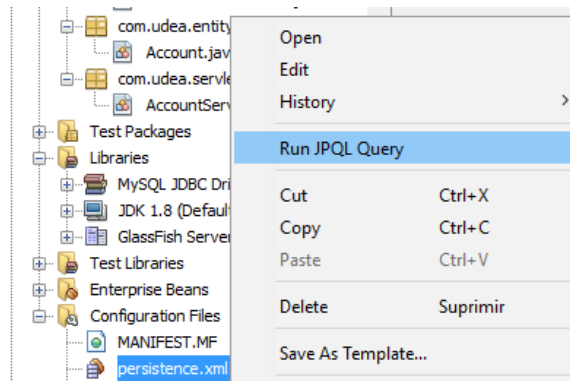 com.udea.entity
Account.jav
com.udea.servle
AccountServ
Test Packages
Libraries
MySQL JDBC Dri
JDK 1.8 (Defaul
GlassFish Server
Test Libraries
Enterprise Beans
Configuration Files
MANIFEST.MF
persistence.xml
Open
Edit
History
Run JPQL Query
Cut Ctrl+X
Copy Ctrl+C
Paste Ctrl+V
Delete Suprimir
Save As Template...